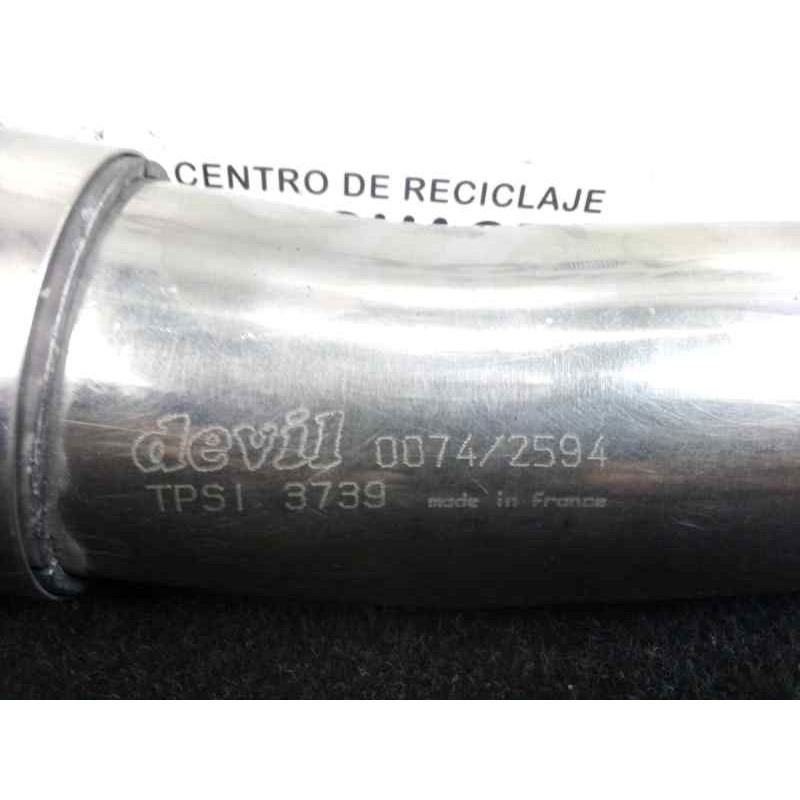 CENTRO DE RECICLAJE
devil 0074/2594
TPSI 3739 made in France